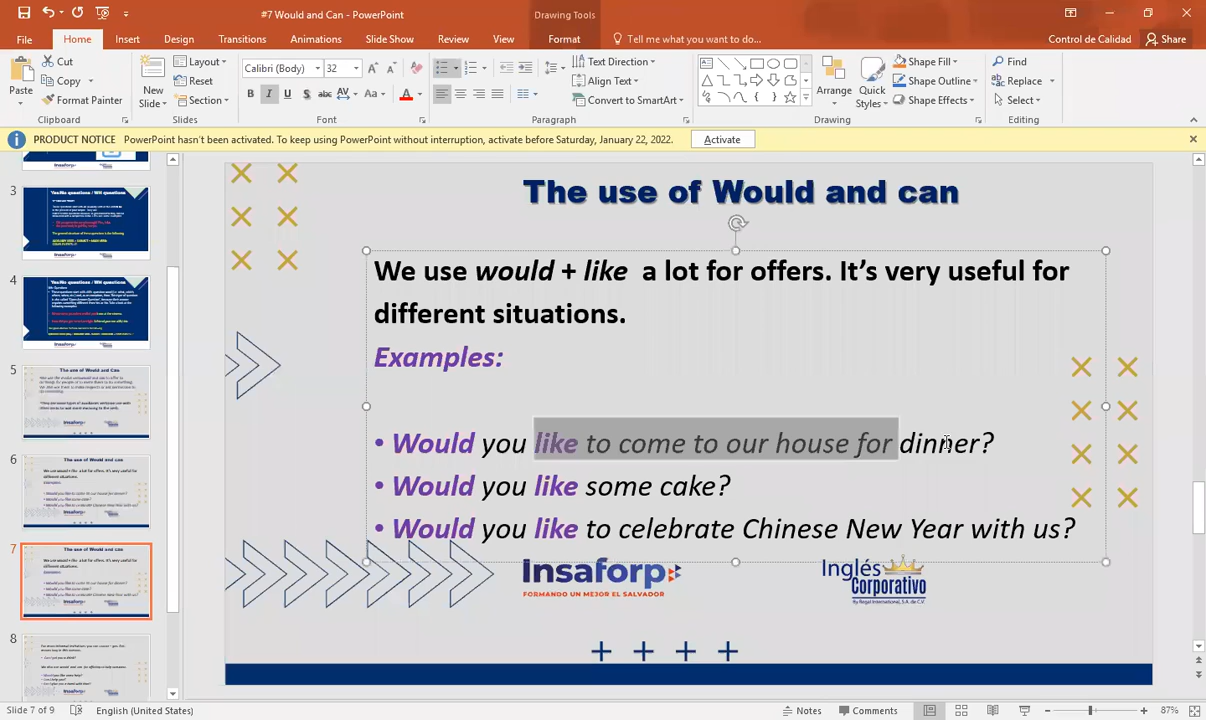 #7 Would and Can - PowerPoint
Drawing Tools
File
Home
Insert
Design
Transitions
Animations
Slide Show
Review
View
Format
Tell me what you want to do...
Control de Calidad
Share
Paste
Cut
Copy
Format Painter
Clipboard
New
Slide
Layout
Reset
Section
Slides
Calibri (Body)
32
Font
Text Direction
Align Text
Convert to SmartArt
Paragraph
Arrange
Quick
Styles
Shape Fill
Shape Outline
Shape Effects
Drawing
Find
Replace
Select
Editing
PRODUCT NOTICE PowerPoint hasn't been activated. To keep using PowerPoint without interruption, activate before Saturday, January 22, 2022.
Activate
3
4
5
6
7
8
The use of Would and can
We use would + like a lot for offers. It's very useful for
different situations.
Examples:
• Would you like to come to our house for dinner?
• Would you like some cake?
• Would you like to celebrate Chinese New Year with us?
Insaforp
FORMANDO UN MEJOR EL SALVADOR
Inglés
Corporativo
By Regal International, S.A. de C.V.
Slide 7 of 9
English (United States)
Notes
Comments
87%